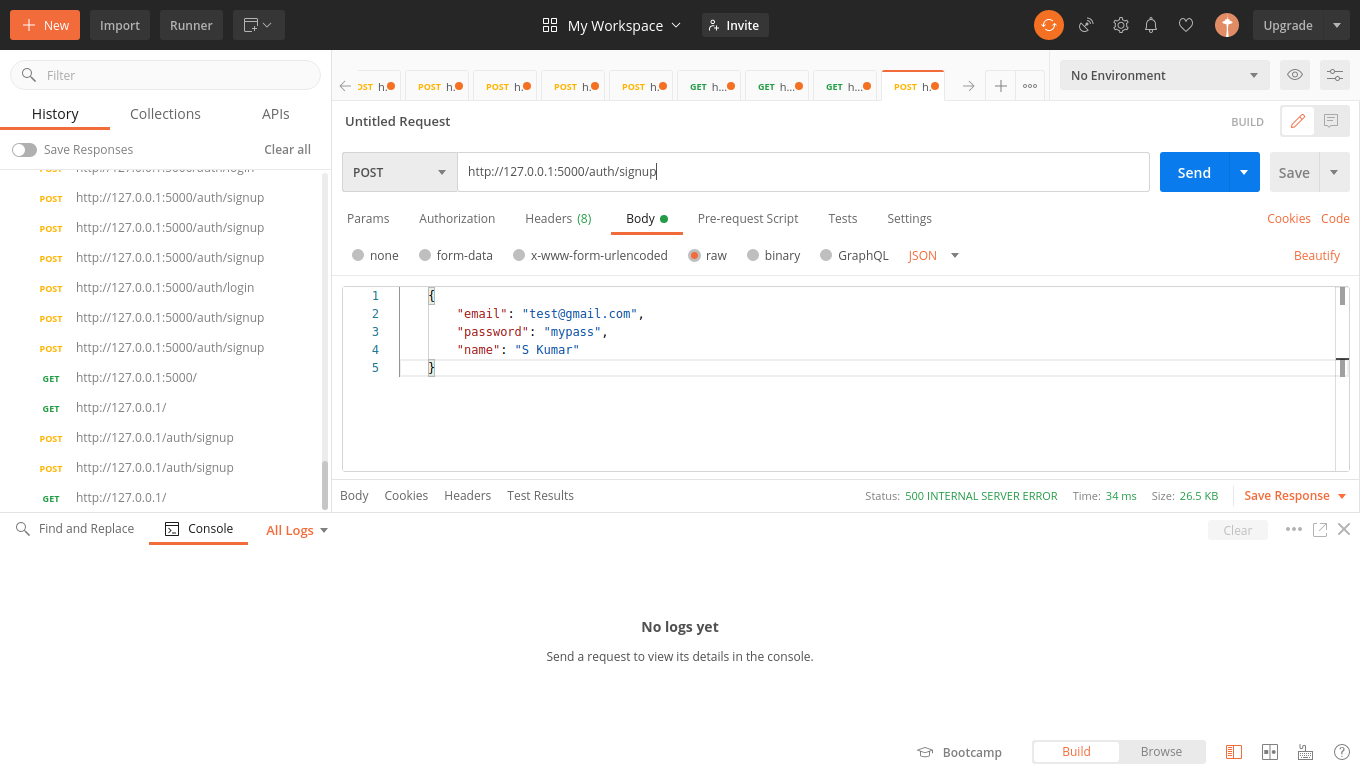 New
Import
Runner
My Workspace
Invite
Upgrade
Filter
History
Collections
APIs
Save Responses
Clear all
POST http://127.0.0.1:5000/auth/login
POST http://127.0.0.1:5000/auth/signup
POST http://127.0.0.1:5000/auth/signup
POST http://127.0.0.1:5000/auth/signup
POST http://127.0.0.1:5000/auth/login
POST http://127.0.0.1:5000/auth/signup
POST http://127.0.0.1:5000/auth/signup
GET http://127.0.0.1:5000/
GET http://127.0.0.1/
POST http://127.0.0.1/auth/signup
POST http://127.0.0.1/auth/signup
GET http://127.0.0.1/
OST h. POST h. POST h. POST h. POST h. GET h... GET h... GET h... POST h.
No Environment
Untitled Request
BUILD
POST http://127.0.0.1:5000/auth/signup
Send
Save
Params Authorization Headers (8) Body Pre-request Script Tests Settings
Cookies Code
none form-data x-www-form-urlencoded raw binary GraphQL JSON
Beautify
1 {
2 "email": "test@gmail.com",
3 "password": "mypass",
4 "name": "S Kumar"
5 }
Body Cookies Headers Test Results
Status: 500 INTERNAL SERVER ERROR Time: 34 ms Size: 26.5 KB Save Response
Find and Replace Console All Logs
Clear
No logs yet
Send a request to view its details in the console.
Bootcamp
Build Browse